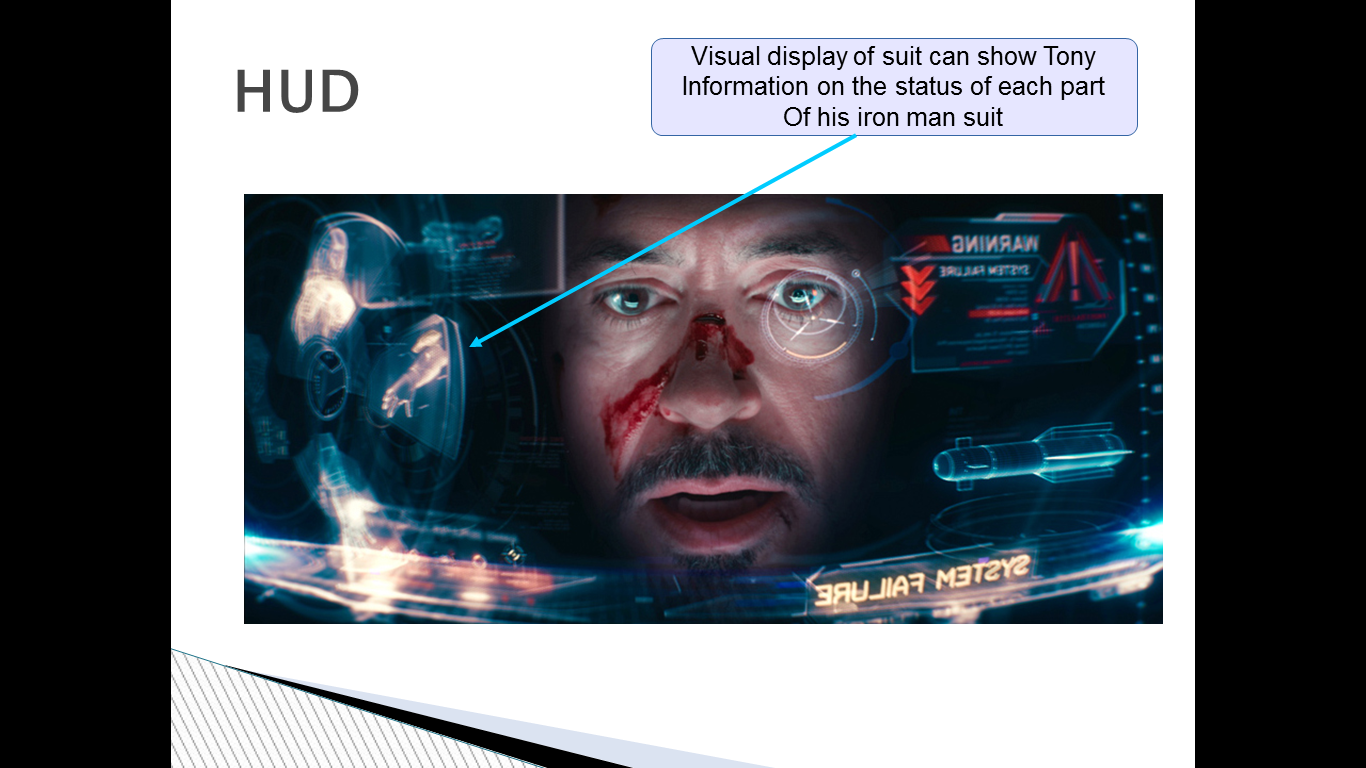 HUD
Visual display of suit can show Tony
Information on the status of each part
Of his iron man suit
WARNING
SYSTEM FAILURE
SYSTEM FAILURE